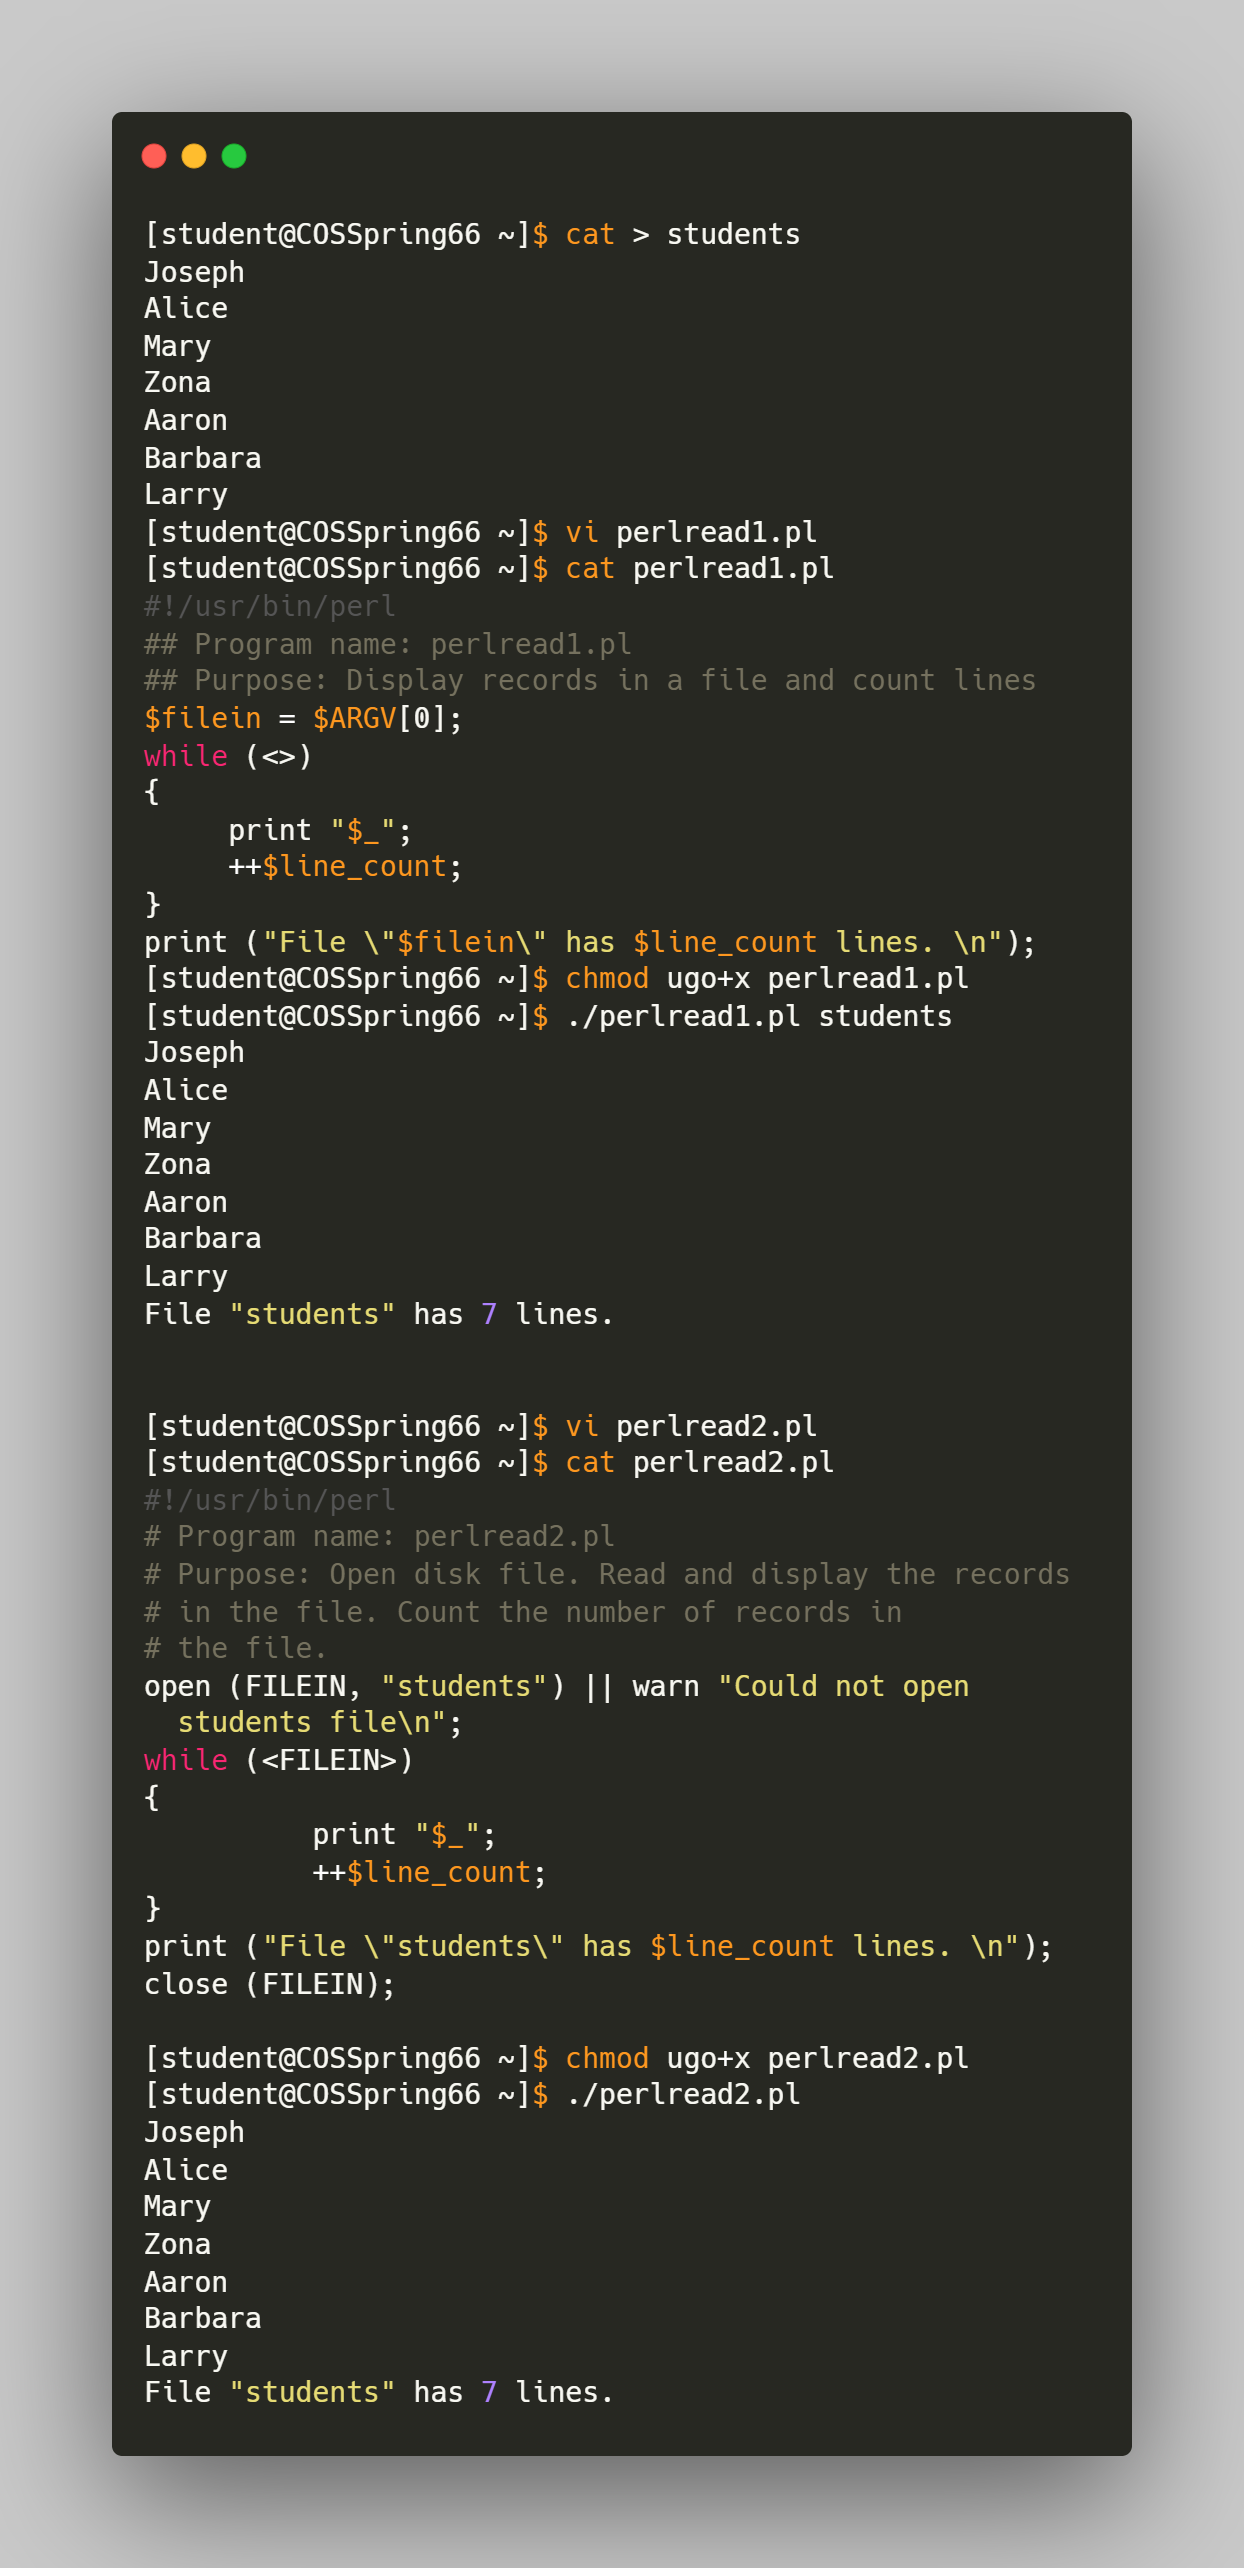 [student@COSSpring66 ~]$ cat > students
Joseph
Alice
Mary
Zona
Aaron
Barbara
Larry
[student@COSSpring66 ~]$ vi perlread1.pl
[student@COSSpring66 ~]$ cat perlread1.pl
#!/usr/bin/perl
## Program name: perlread1.pl
## Purpose: Display records in a file and count lines
$filein = $ARGV[0];
while (<>)
{
     print "$_";
     ++$line_count;
}
print ("File \"$filein\" has $line_count lines. \n");
[student@COSSpring66 ~]$ chmod ugo+x perlread1.pl
[student@COSSpring66 ~]$ ./perlread1.pl students
Joseph
Alice
Mary
Zona
Aaron
Barbara
Larry
File "students" has 7 lines.
[student@COSSpring66 ~]$ vi perlread2.pl
[student@COSSpring66 ~]$ cat perlread2.pl
#!/usr/bin/perl
# Program name: perlread2.pl
# Purpose: Open disk file. Read and display the records
# in the file. Count the number of records in
# the file.
open (FILEIN, "students") || warn "Could not open
  students file\n";
while (<FILEIN>)
{
          print "$_";
          ++$line_count;
}
print ("File \"students\" has $line_count lines. \n");
close (FILEIN);
[student@COSSpring66 ~]$ chmod ugo+x perlread2.pl
[student@COSSpring66 ~]$ ./perlread2.pl
Joseph
Alice
Mary
Zona
Aaron
Barbara
Larry
File "students" has 7 lines.